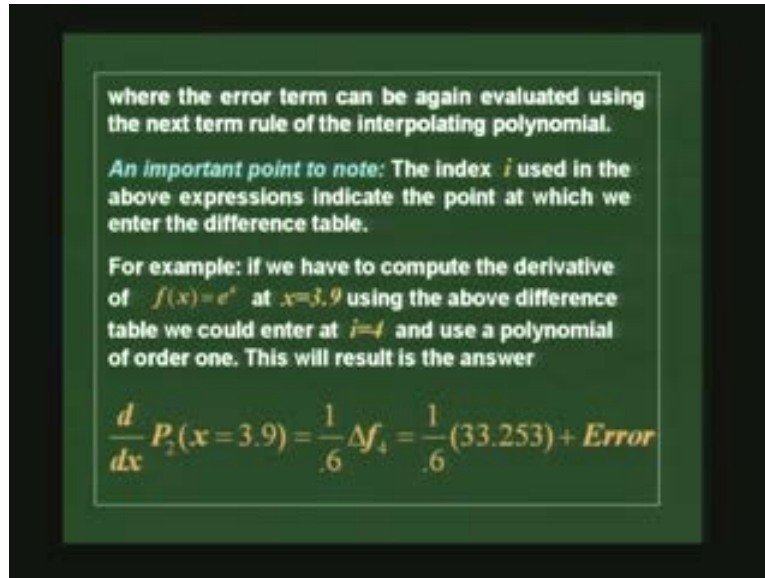 where the error term can be again evaluated using
the next term rule of the interpolating polynomial.
An important point to note: The index i used in the
above expressions indicate the point at which we
enter the difference table.
For example: if we have to compute the derivative
of f(x)=eˣ at x=3.9 using the above difference
table we could enter at i=4 and use a polynomial
of order one. This will result is the answer
d/dx P₂(x=3.9) = 1/.6 Δf₄ = 1/.6 (33.253) + Error